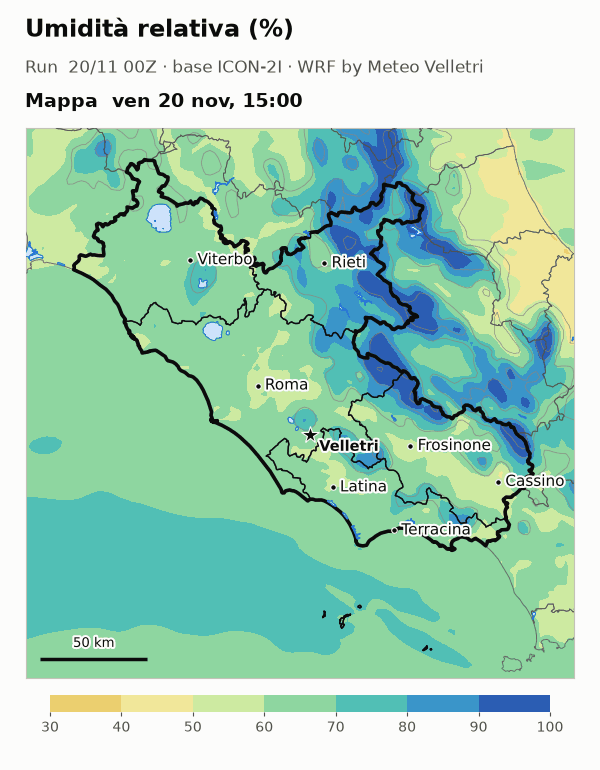 Umidità relativa (%)
Run 20/11 00Z · base ICON-2I · WRF by Meteo Velletri
Mappa ven 20 nov, 15:00
Viterbo
Rieti
Roma
Velletri
Frosinone
Cassino
Latina
Terracina
50 km
30 40 50 60 70 80 90 100